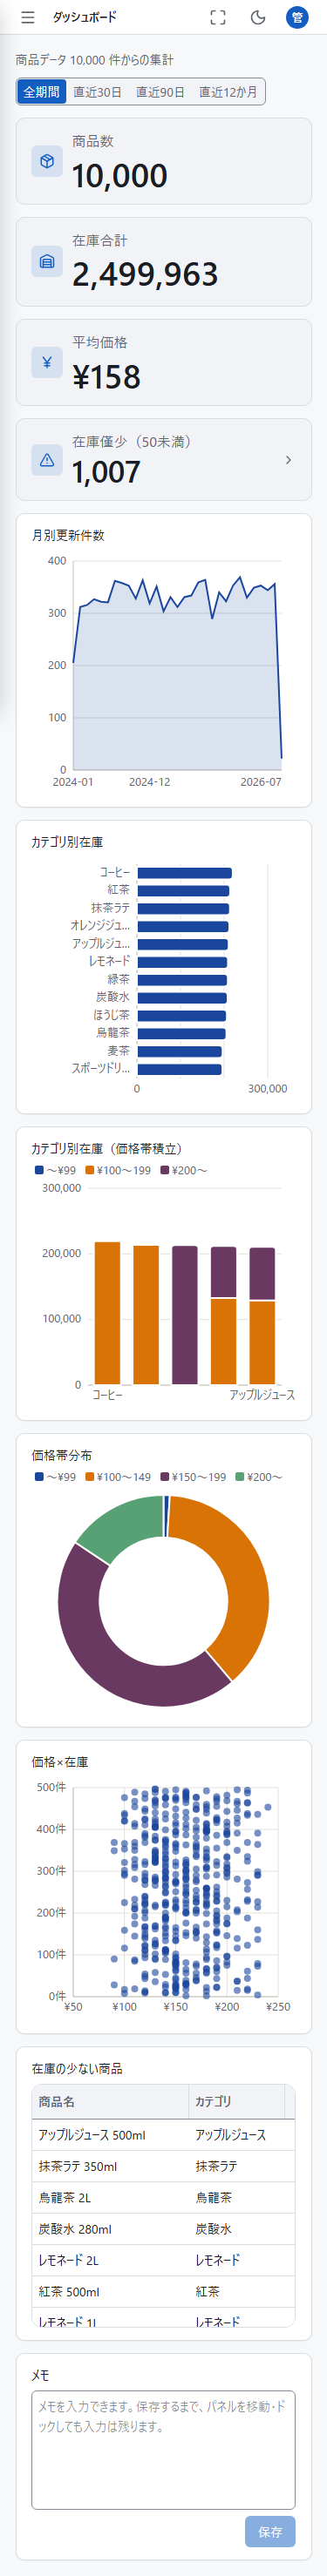 ダッシュボード
管
商品データ 10,000 件からの集計
全期間 直近30日 直近90日 直近12か月
商品数
10,000
在庫合計
2,499,963
平均価格
¥158
在庫僅少（50未満）
1,007
月別更新件数
400
300
200
100
0
2024-01 2024-12 2026-07
カテゴリ別在庫
コーヒー
紅茶
抹茶ラテ
オレンジジュ...
アップルジュ...
レモネード
緑茶
炭酸水
ほうじ茶
烏龍茶
麦茶
スポーツドリ...
0 300,000
カテゴリ別在庫（価格帯積立）
〜¥99 ¥100〜199 ¥200〜
300,000
200,000
100,000
0
コーヒー アップルジュース
価格帯分布
〜¥99 ¥100〜149 ¥150〜199 ¥200〜
価格×在庫
500件
400件
300件
200件
100件
0件
¥50 ¥100 ¥150 ¥200 ¥250
在庫の少ない商品
商品名 カテゴリ
アップルジュース 500ml アップルジュース
抹茶ラテ 350ml 抹茶ラテ
烏龍茶 2L 烏龍茶
炭酸水 280ml 炭酸水
レモネード 2L レモネード
紅茶 500ml 紅茶
レモネード 1L レモネード
メモ
メモを入力できます。保存するまで、パネルを移動・ド
ックしても入力は残ります。
保存